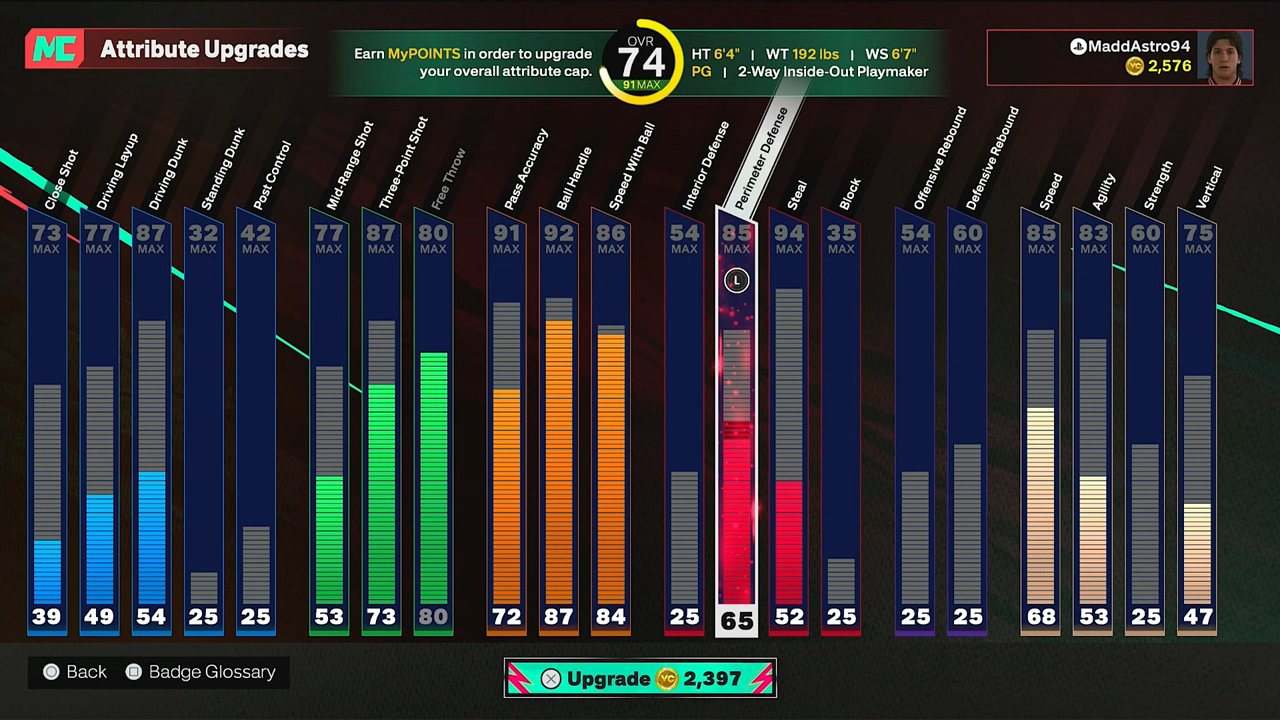 MC Attribute Upgrades
Earn MyPOINTS in order to upgrade
your overall attribute cap.
OVR
74
91 MAX
HT 6'4" | WT 192 lbs | WS 6'7"
PG | 2-Way Inside-Out Playmaker
MaddAstro94
VC 2,576
Close Shot
Driving Layup
Driving Dunk
Standing Dunk
Post Control
Mid-Range Shot
Three-Point Shot
Free Throw
Pass Accuracy
Ball Handle
Speed With Ball
Interior Defense
Perimeter Defense
Steal
Block
Offensive Rebound
Defensive Rebound
Speed
Agility
Strength
Vertical
73 77 87 32 42 77 87 80 91 92 86 54 85 94 35 54 60 85 83 60 75
MAX MAX MAX MAX MAX MAX MAX MAX MAX MAX MAX MAX MAX MAX MAX MAX MAX MAX MAX MAX MAX
L
39 49 54 25 25 53 73 80 72 87 84 25 65 52 25 25 25 68 53 25 47
Back Badge Glossary
Upgrade VC 2,397